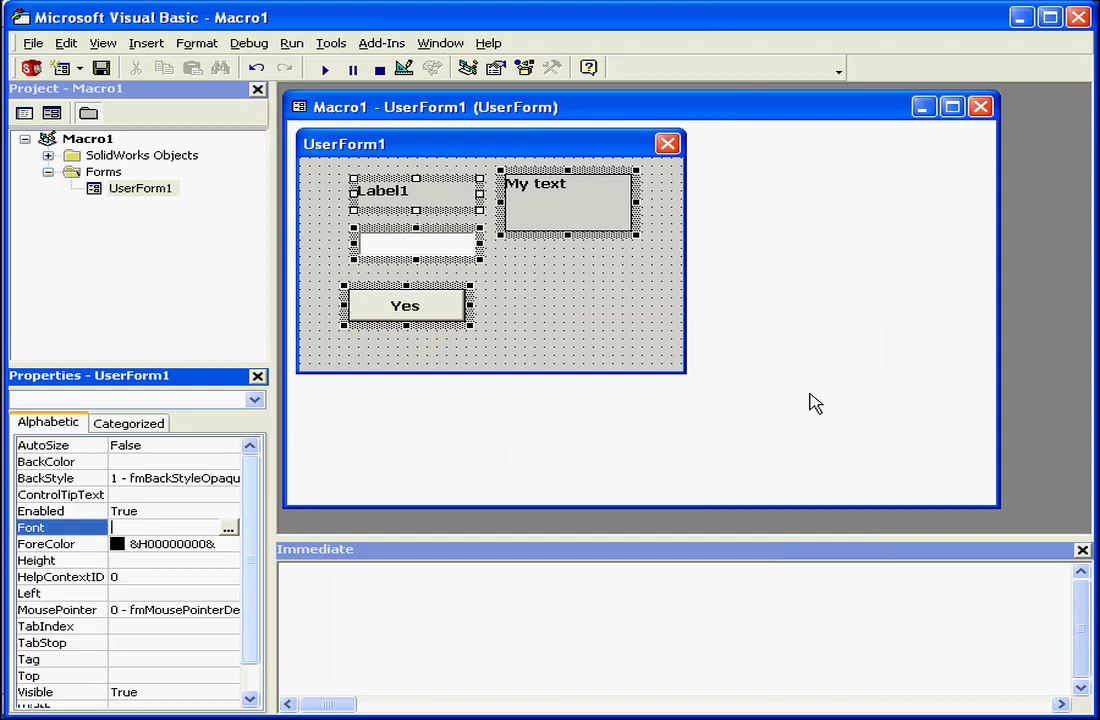 Microsoft Visual Basic - Macro1
File Edit View Insert Format Debug Run Tools Add-Ins Window Help
Project - Macro1
Macro1
SolidWorks Objects
Forms
UserForm1
Macro1 - UserForm1 (UserForm)
UserForm1
Label1
My text
Yes
Properties - UserForm1
Alphabetic Categorized
AutoSize False
BackColor
BackStyle 1 - fmBackStyleOpaqu
ControlTipText
Enabled True
Font ...
ForeColor &H00000000&
Height
HelpContextID 0
Left
MousePointer 0 - fmMousePointerDe
TabIndex
TabStop
Tag
Top
Visible True
Immediate